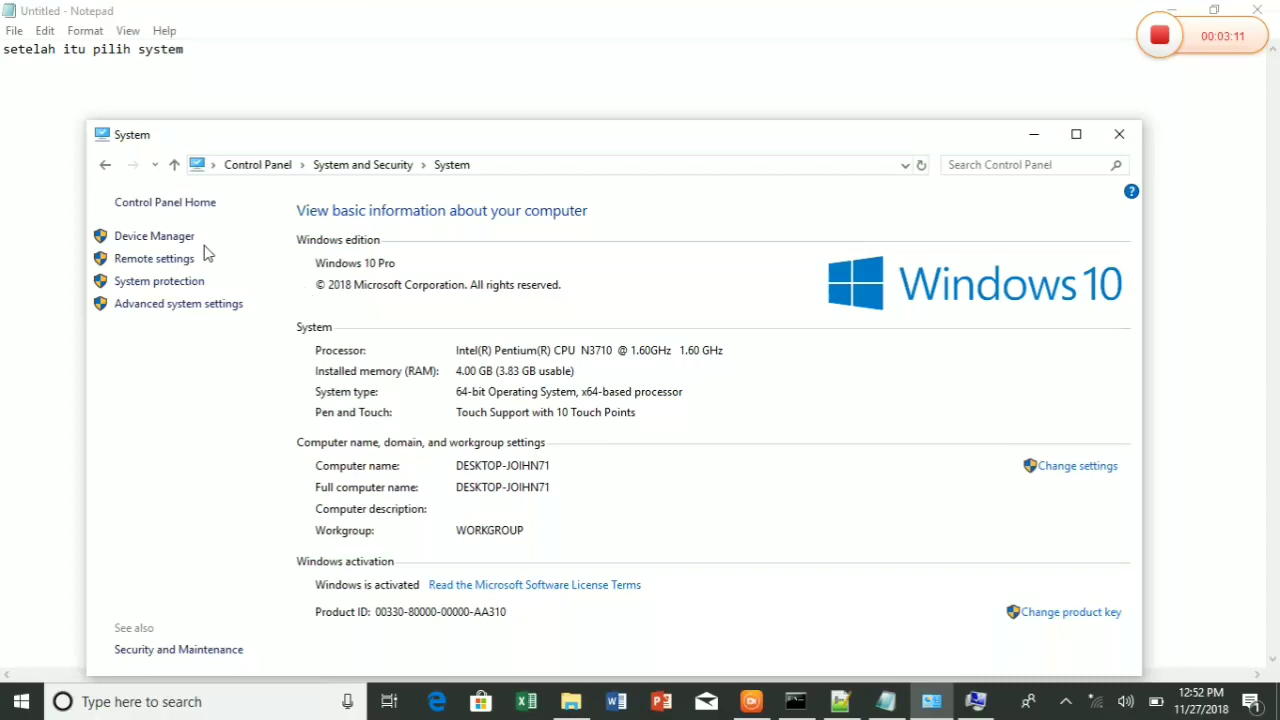 Untitled - Notepad
File Edit Format View Help
setelah itu pilih system
00:03:11
System
Control Panel System and Security System
Search Control Panel
Control Panel Home
Device Manager
Remote settings
System protection
Advanced system settings
See also
Security and Maintenance
View basic information about your computer
Windows edition
Windows 10 Pro
© 2018 Microsoft Corporation. All rights reserved.
Windows 10
System
Processor: Intel(R) Pentium(R) CPU N3710 @ 1.60GHz 1.60 GHz
Installed memory (RAM): 4.00 GB (3.83 GB usable)
System type: 64-bit Operating System, x64-based processor
Pen and Touch: Touch Support with 10 Touch Points
Computer name, domain, and workgroup settings
Computer name: DESKTOP-JOIHN71
Change settings
Full computer name: DESKTOP-JOIHN71
Computer description:
Workgroup: WORKGROUP
Windows activation
Windows is activated Read the Microsoft Software License Terms
Product ID: 00330-80000-00000-AA310
Change product key
Type here to search
12:52 PM
11/27/2018
1